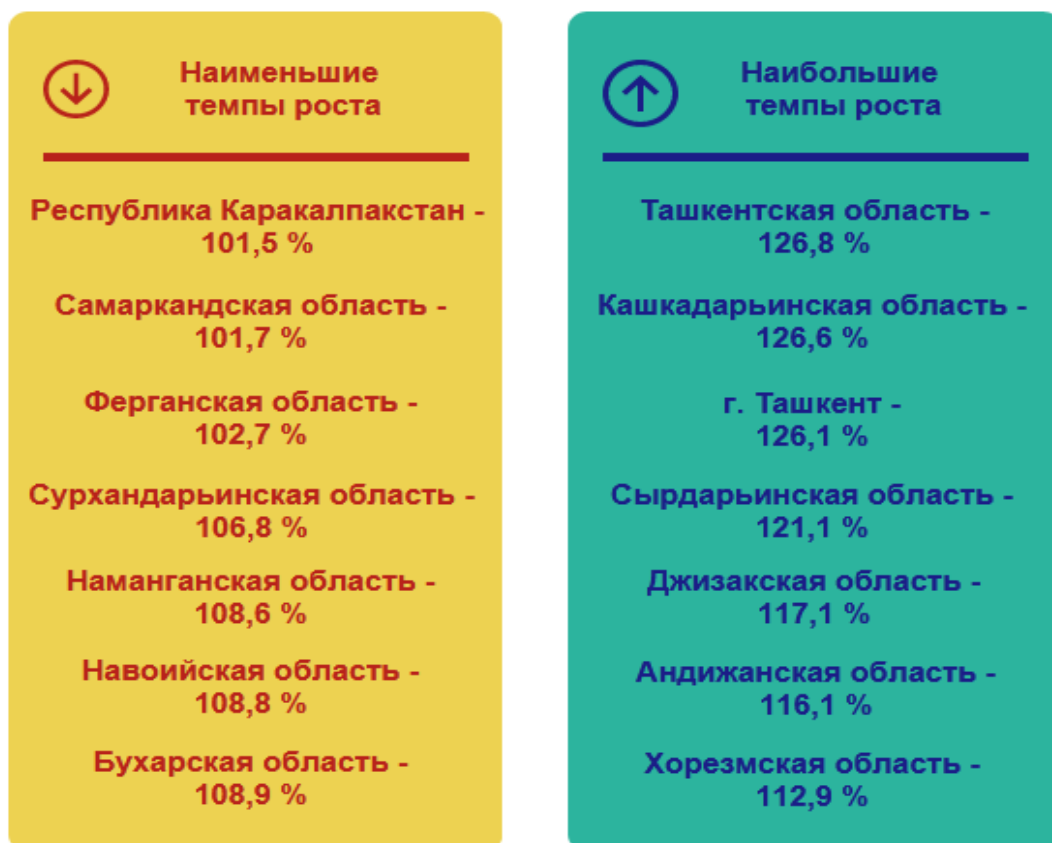 Наименьшие
темпы роста
Республика Каракалпакстан -
101,5 %
Самаркандская область -
101,7 %
Ферганская область -
102,7 %
Сурхандарьинская область -
106,8 %
Наманганская область -
108,6 %
Навоийская область -
108,8 %
Бухарская область -
108,9 %
Наибольшие
темпы роста
Ташкентская область -
126,8 %
Кашкадарьинская область -
126,6 %
г. Ташкент -
126,1 %
Сырдарьинская область -
121,1 %
Джизакская область -
117,1 %
Андижанская область -
116,1 %
Хорезмская область -
112,9 %